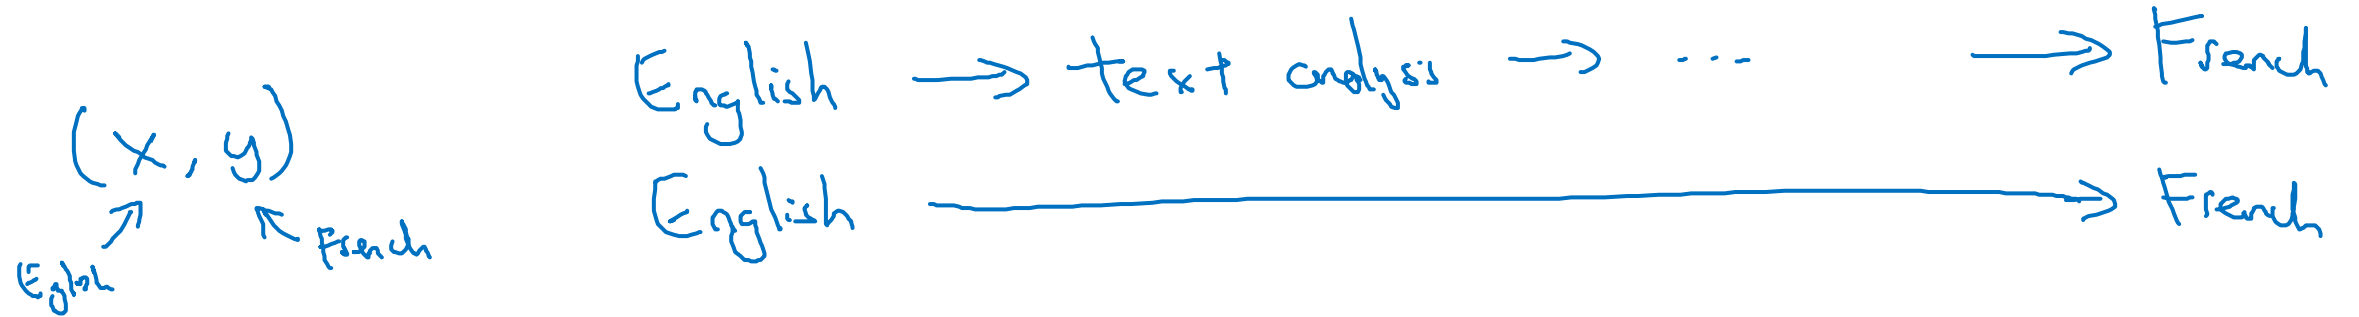 English → text analysis → ... → French
(x, y)
English → French
English French